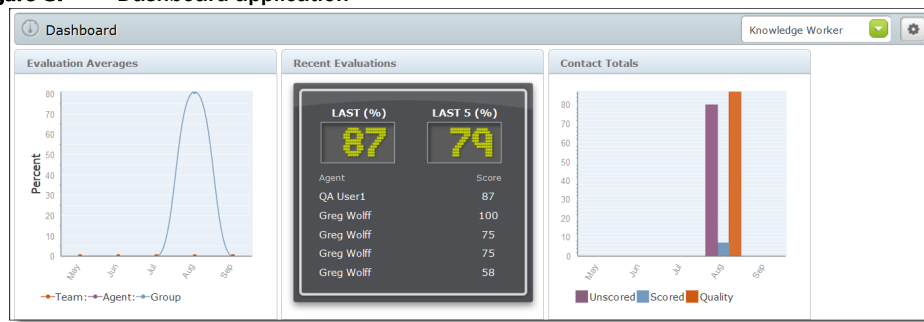 Dashboard application
Dashboard
Knowledge Worker
Evaluation Averages
Percent
80
70
60
50
40
30
20
10
0
May
Jun
Jul
Aug
Sep
Team: Agent: Group
Recent Evaluations
LAST (%) LAST 5 (%)
87 79
Agent Score
QA User1 87
Greg Wolff 100
Greg Wolff 75
Greg Wolff 75
Greg Wolff 58
Contact Totals
80
70
60
50
40
30
20
10
0
May
Jun
Jul
Aug
Sep
Unscored Scored Quality